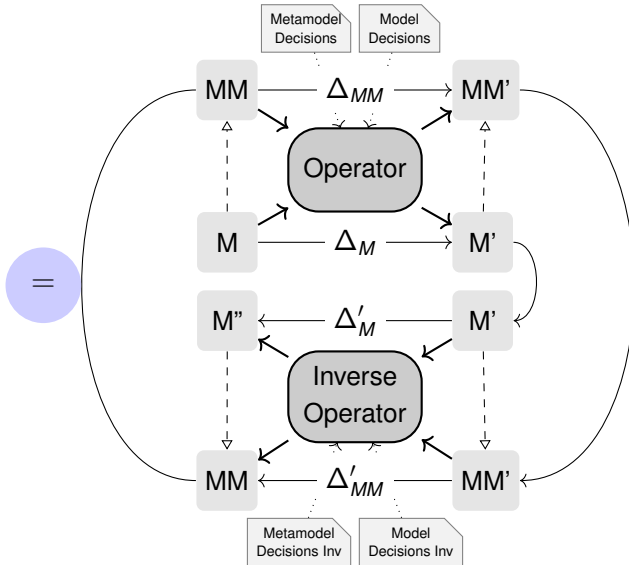 Metamodel
Decisions
Model
Decisions
MM
Δ_MM
MM'
Operator
M
Δ_M
M'
=
M"
Δ'_M
M'
Inverse
Operator
MM
Δ'_MM
MM'
Metamodel
Decisions Inv
Model
Decisions Inv